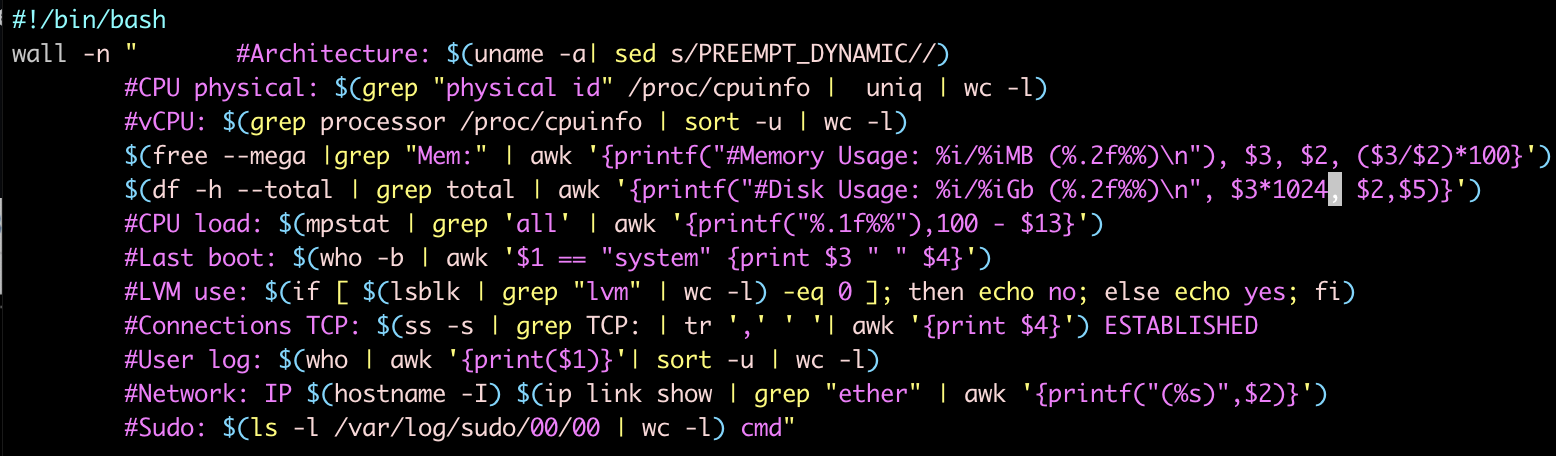 #!/bin/bash
wall -n "       #Architecture: $(uname -a| sed s/PREEMPT_DYNAMIC//)
        #CPU physical: $(grep "physical id" /proc/cpuinfo |  uniq | wc -l)
        #vCPU: $(grep processor /proc/cpuinfo | sort -u | wc -l)
        $(free --mega |grep "Mem:" | awk '{printf("#Memory Usage: %i/%iMB (%.2f%%)\n"), $3, $2, ($3/$2)*100}')
        $(df -h --total | grep total | awk '{printf("#Disk Usage: %i/%iGb (%.2f%%)\n", $3*1024, $2,$5)}')
        #CPU load: $(mpstat | grep 'all' | awk '{printf("%.1f%%"),100 - $13}')
        #Last boot: $(who -b | awk '$1 == "system" {print $3 " " $4}')
        #LVM use: $(if [ $(lsblk | grep "lvm" | wc -l) -eq 0 ]; then echo no; else echo yes; fi)
        #Connections TCP: $(ss -s | grep TCP: | tr ',' ' '| awk '{print $4}') ESTABLISHED
        #User log: $(who | awk '{print($1)}'| sort -u | wc -l)
        #Network: IP $(hostname -I) $(ip link show | grep "ether" | awk '{printf("(%s)",$2)}')
        #Sudo: $(ls -l /var/log/sudo/00/00 | wc -l) cmd"